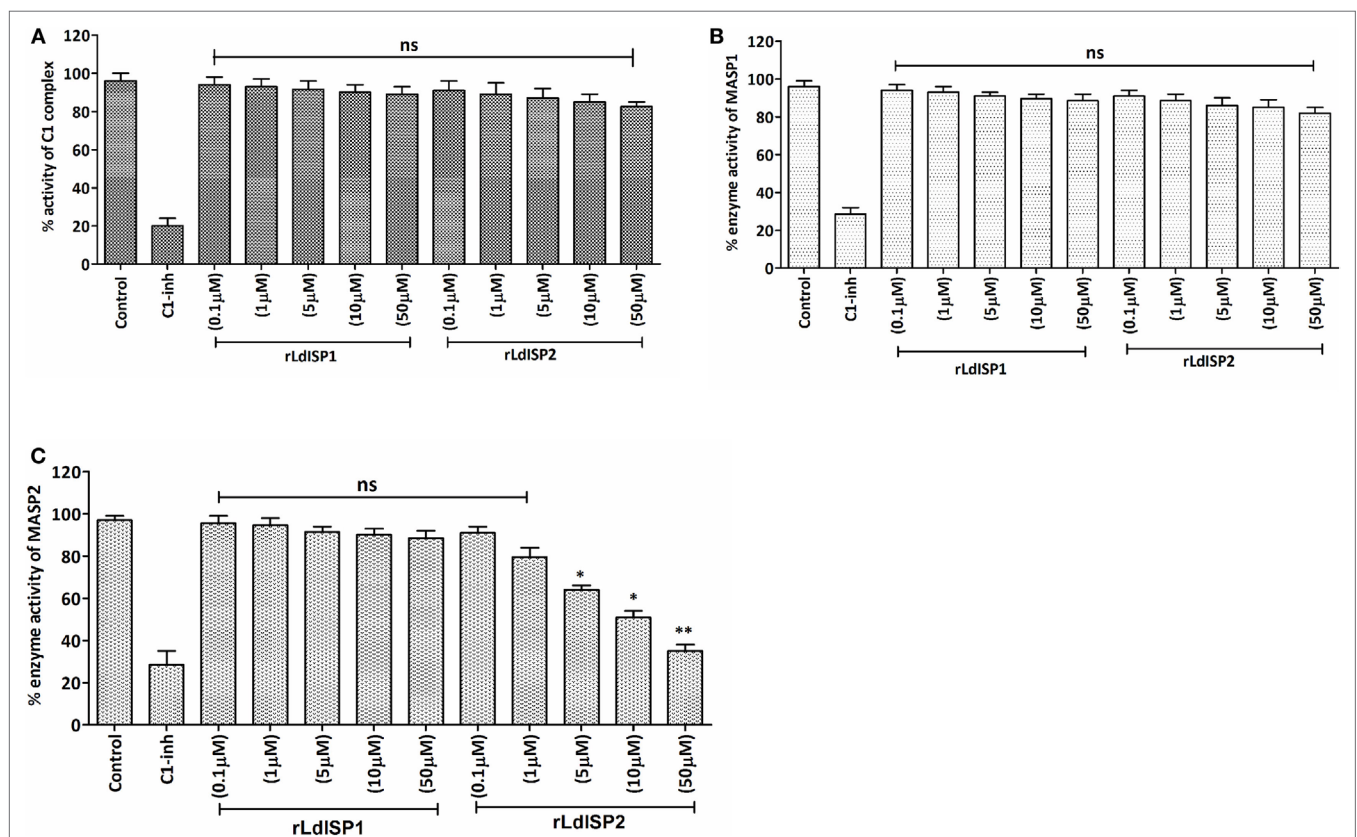 A
% activity of C1 complex
120
100
80
60
40
20
0
ns
Control
C1-inh
(0.1μM)
(1μM)
(5μM)
(10μM)
(50μM)
(0.1μM)
(1μM)
(5μM)
(10μM)
(50μM)
rLdISP1
rLdISP2
B
% enzyme activity of MASP1
120
100
80
60
40
20
0
ns
Control
C1-inh
(0.1μM)
(1μM)
(5μM)
(10μM)
(50μM)
(0.1μM)
(1μM)
(5μM)
(10μM)
(50μM)
rLdISP1
rLdISP2
C
% enzyme activity of MASP2
120
100
80
60
40
20
0
ns
*
*
**
Control
C1-inh
(0.1μM)
(1μM)
(5μM)
(10μM)
(50μM)
(0.1μM)
(1μM)
(5μM)
(10μM)
(50μM)
rLdISP1
rLdISP2